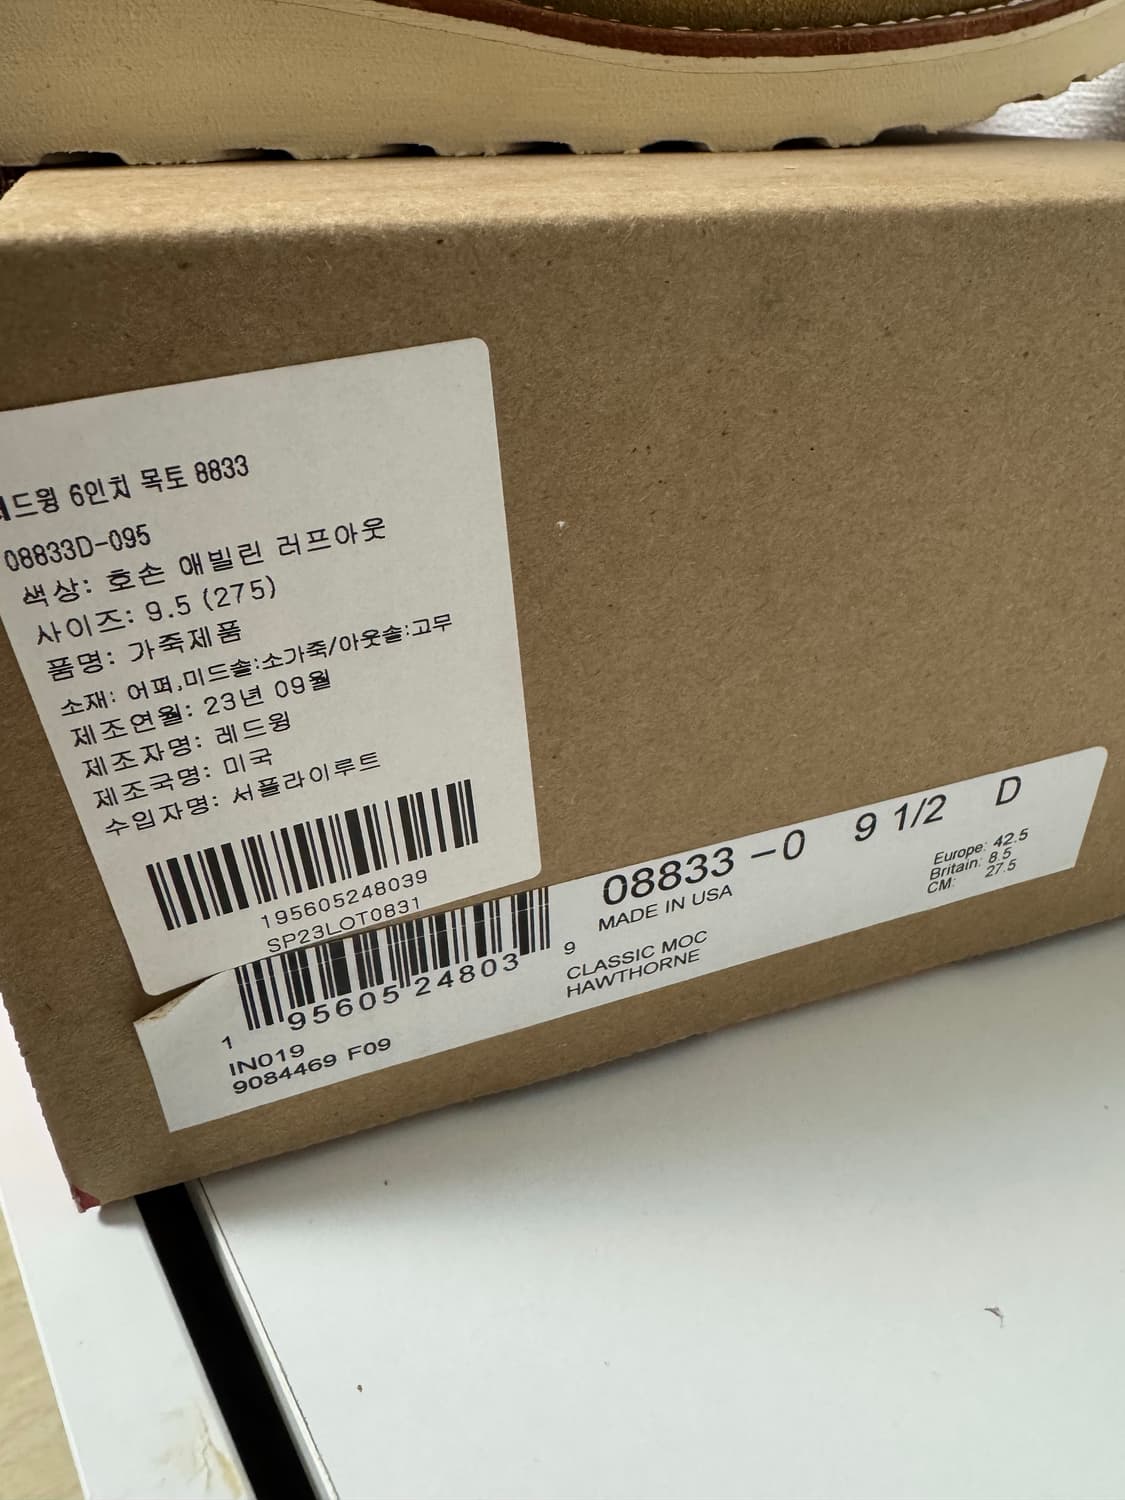 레드윙 6인치 목토 8833
08833D-095
색상: 호손 애빌린 러프아웃
사이즈: 9.5 (275)
품명: 가죽제품
소재: 어퍼,미드솔:소가죽/아웃솔:고무
제조연월: 23년 09월
제조자명: 레드윙
제조국명: 미국
수입자명: 서플라이루트
195605248039
SP23LOT0831
1 95605 24803 9
IN019
9084469 F09
08833 -0 9 1/2 D
MADE IN USA
CLASSIC MOC
HAWTHORNE
Europe: 42.5
Britain: 8.5
CM: 27.5